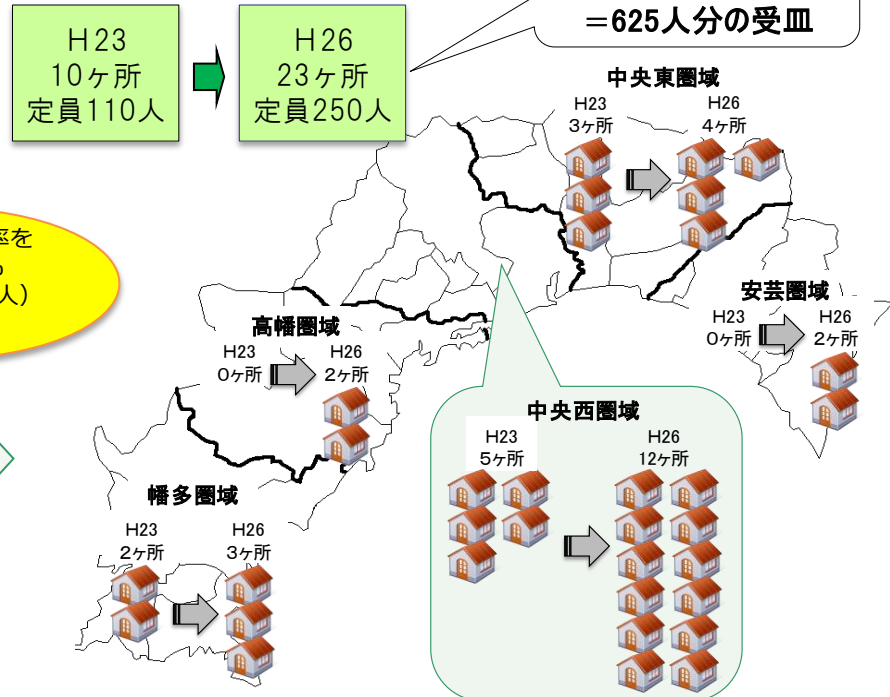 H23
10ヶ所
定員110人
H26
23ヶ所
定員250人
=625人分の受皿
率を
人)
中央東圏域
H23
3ヶ所
H26
4ヶ所
安芸圏域
H23
0ヶ所
H26
2ヶ所
高幡圏域
H23
0ヶ所
H26
2ヶ所
中央西圏域
H23
5ヶ所
H26
12ヶ所
幡多圏域
H23
2ヶ所
H26
3ヶ所